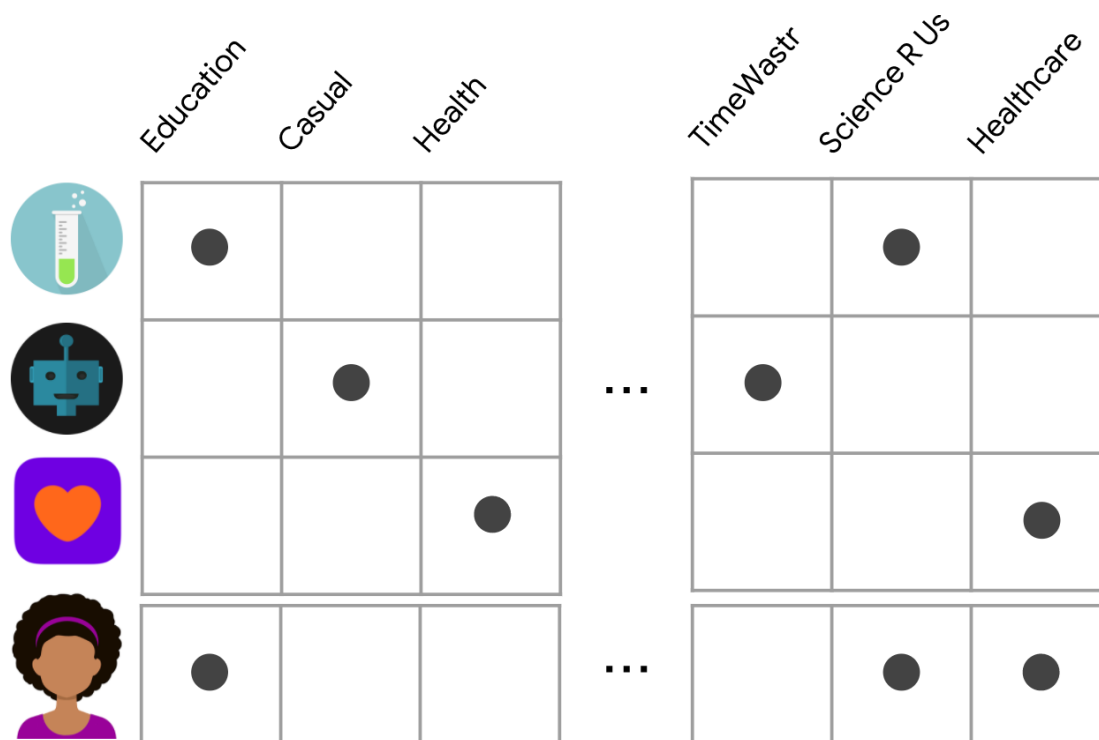 Education
Casual
Health
TimeWastr
Science R Us
Healthcare
...
...